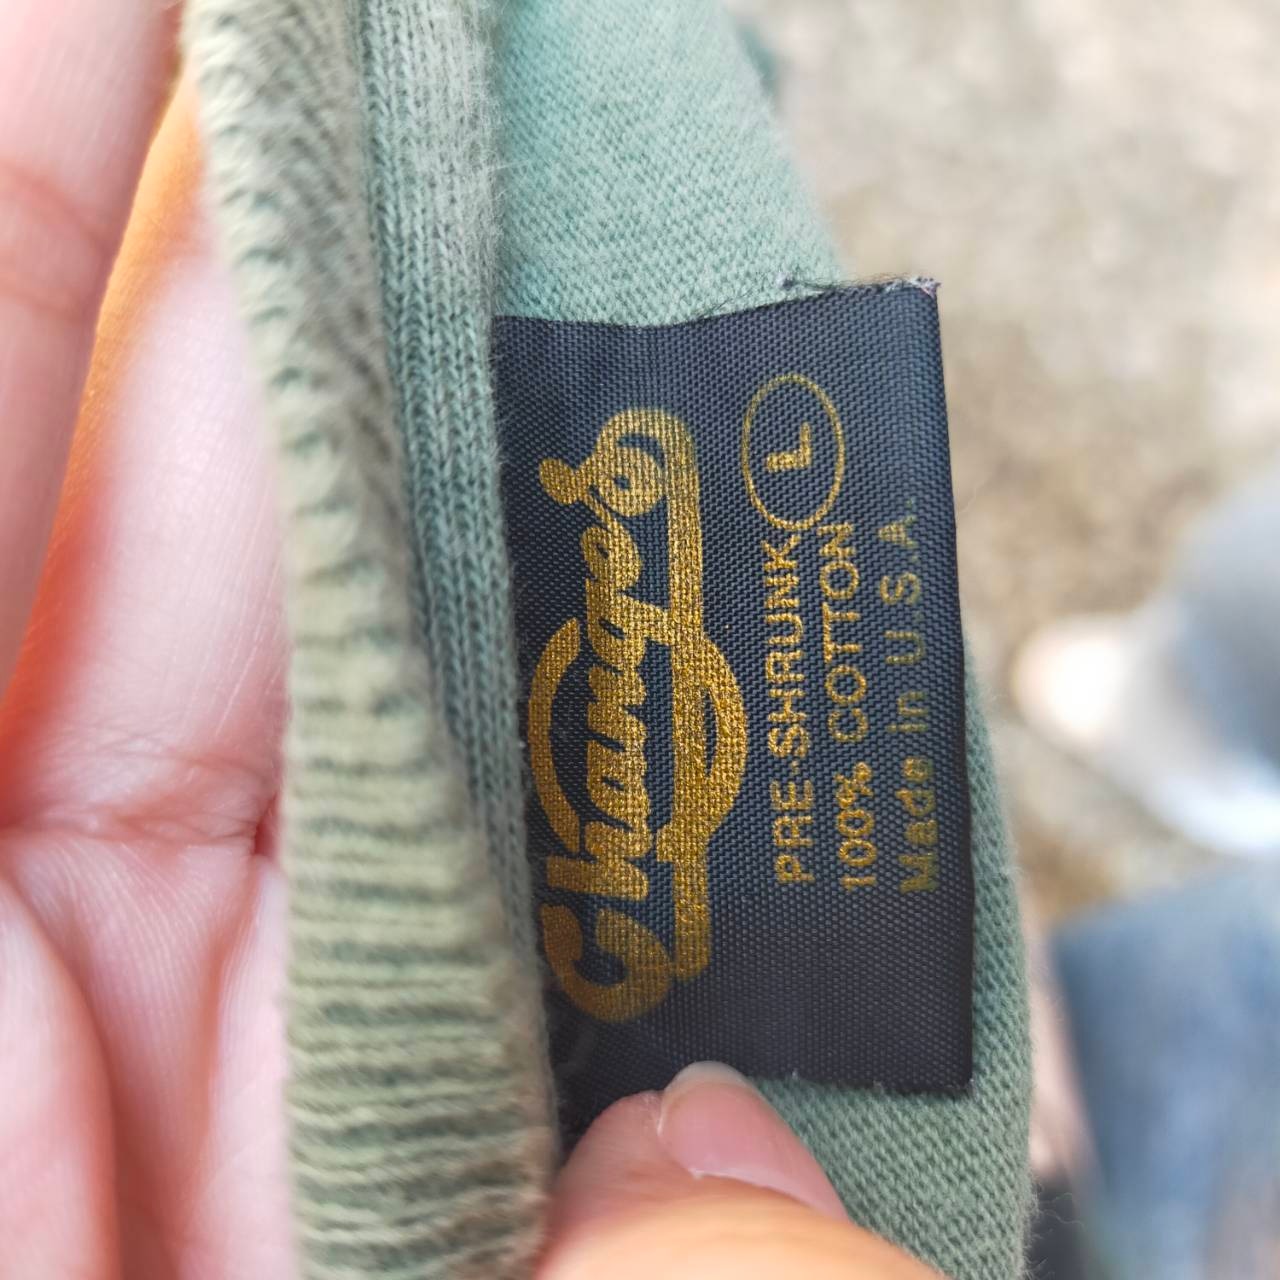 Changes
L
PRE-SHRUNK
100% COTTON
Made in U.S.A.